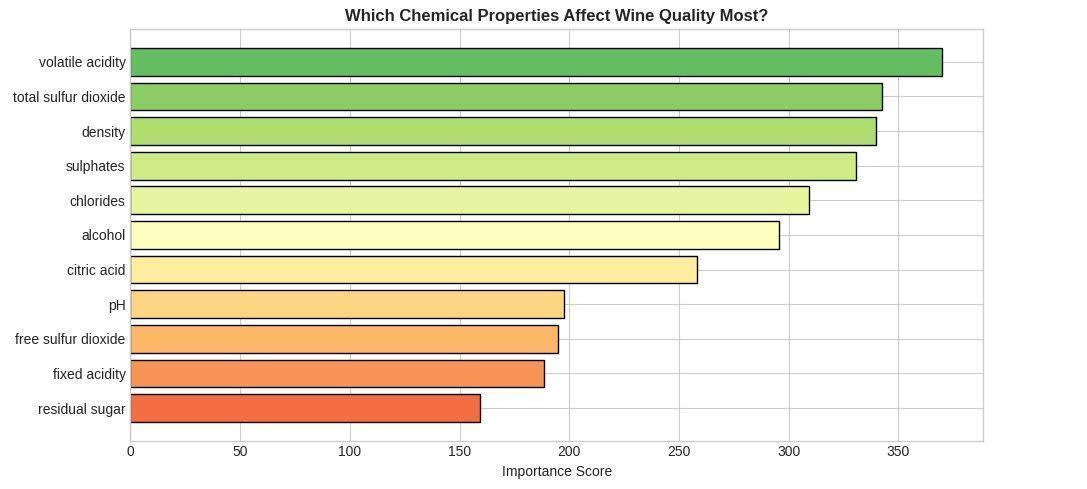 Which Chemical Properties Affect Wine Quality Most?
volatile acidity
total sulfur dioxide
density
sulphates
chlorides
alcohol
citric acid
pH
free sulfur dioxide
fixed acidity
residual sugar
0 50 100 150 200 250 300 350
Importance Score